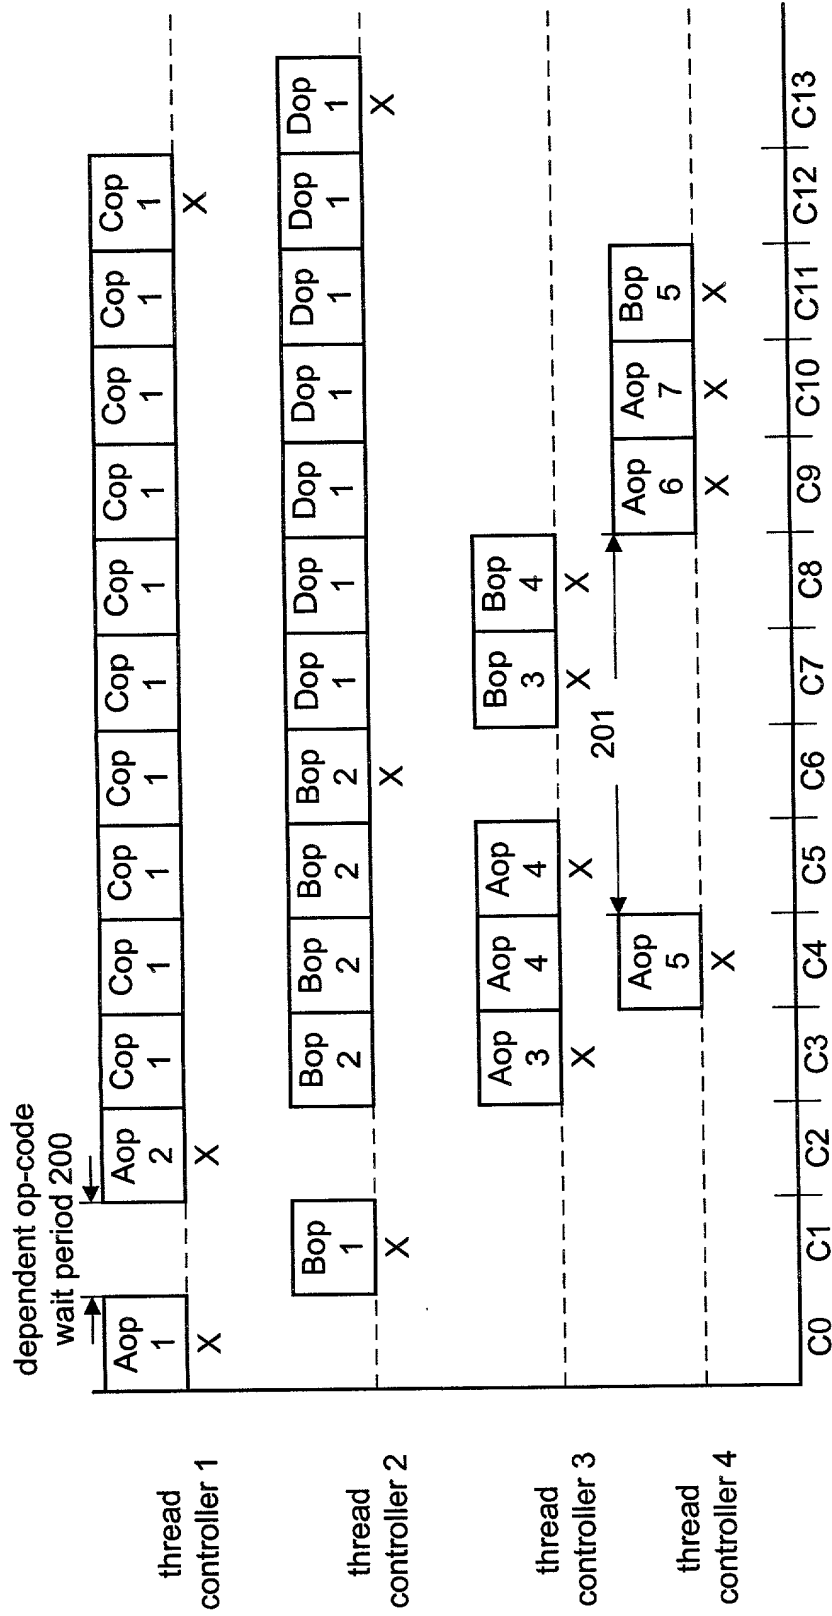 dependent op-code
wait period 200
thread
controller 1
Aop Aop Cop Cop Cop Cop Cop Cop Cop Cop Cop Cop
1 2 1 1 1 1 1 1 1 1 1 1
X X X
thread
controller 2
Bop Bop Bop Bop Bop Dop Dop Dop Dop Dop Dop Dop
1 2 2 2 2 1 1 1 1 1 1 1
X X X
thread
controller 3
Aop Aop Aop Bop Bop
3 4 4 3 4
X X X X
201
thread
controller 4
Aop Aop Aop Bop
5 6 7 5
X X X X
C0 C1 C2 C3 C4 C5 C6 C7 C8 C9 C10 C11 C12 C13